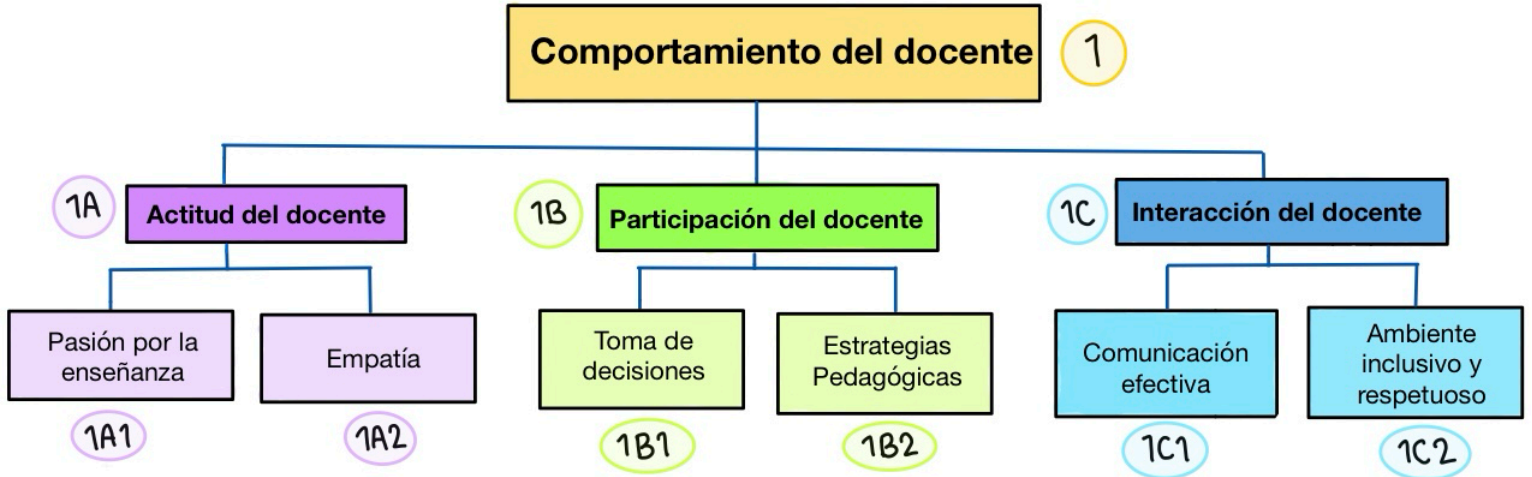 Comportamiento del docente
1
1A
Actitud del docente
1B
Participación del docente
1C
Interacción del docente
Pasión por la
enseñanza
Empatía
Toma de
decisiones
Estrategias
Pedagógicas
Comunicación
efectiva
Ambiente
inclusivo y
respetuoso
1A1
1A2
1B1
1B2
1C1
1C2